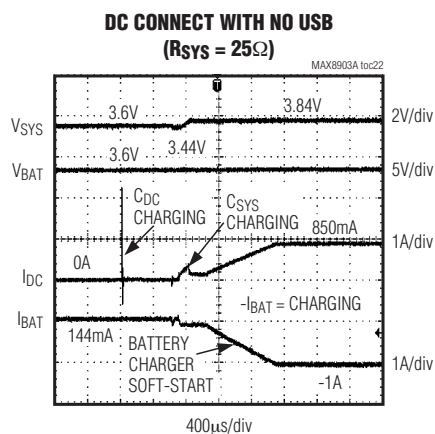 DC CONNECT WITH NO USB
(RSYS = 25Ω)
MAX8903A toc22
3.6V
3.84V
2V/div
VSYS
3.44V
3.6V
VBAT
5V/div
CDC
CHARGING
CSYS
CHARGING
850mA
1A/div
0A
IDC
-IBAT = CHARGING
IBAT
144mA
BATTERY
CHARGER
SOFT-START
-1A
1A/div
400µs/div